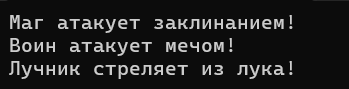 Маг атакует заклинанием!
Воин атакует мечом!
Лучник стреляет из лука!